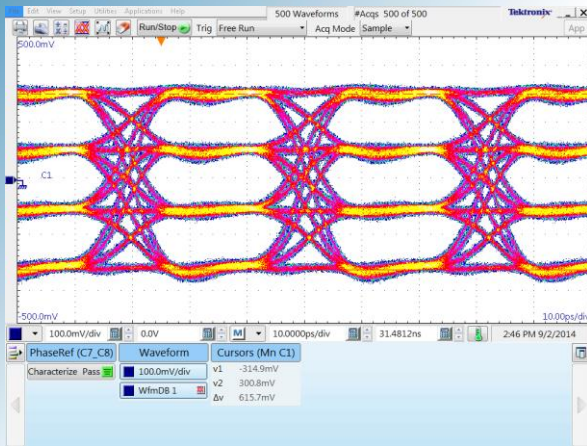 File Edit View Setup Utilities Applications Help
500 Waveforms #Acqs 500 of 500 Tektronix
Run/Stop Trig Free Run Acq Mode Sample App
500.0mV
C1
-500.0mV 10.00ps/div
100.0mV/div 0.0V M 10.0000ps/div 31.4812ns 2:46 PM 9/2/2014
PhaseRef (C7_C8) Waveform Cursors (Mn C1)
Characterize Pass 100.0mV/div v1 -314.9mV
v2 300.8mV
WfmDB 1 Δv 615.7mV